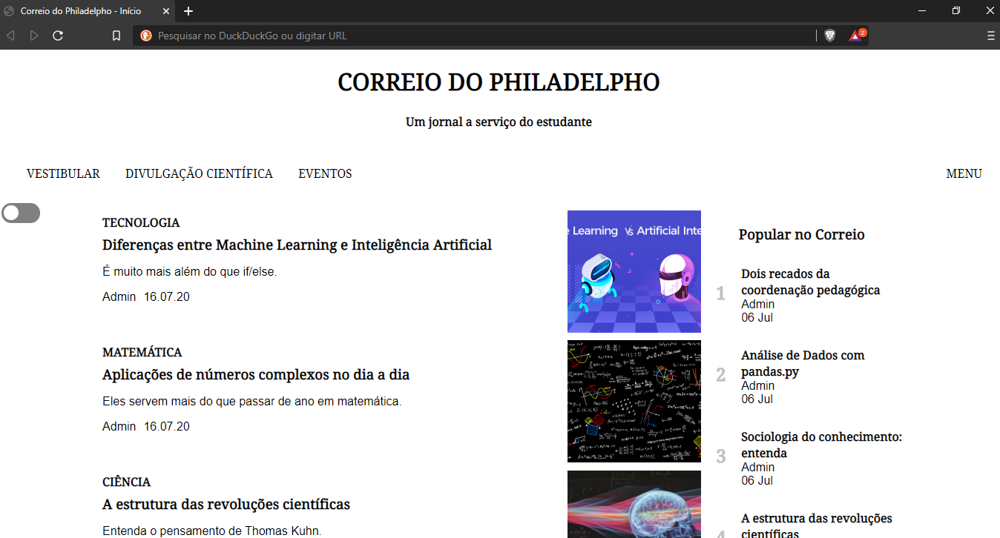 Correio do Philadelpho - Início
Pesquisar no DuckDuckGo ou digitar URL
2
CORREIO DO PHILADELPHO
Um jornal a serviço do estudante
VESTIBULAR
DIVULGAÇÃO CIENTÍFICA
EVENTOS
MENU
TECNOLOGIA
Diferenças entre Machine Learning e Inteligência Artificial
É muito mais além do que if/else.
Admin 16.07.20
Learning Vs Artificial
MATEMÁTICA
Aplicações de números complexos no dia a dia
Eles servem mais do que passar de ano em matemática.
Admin 16.07.20
CIÊNCIA
A estrutura das revoluções científicas
Entenda o pensamento de Thomas Kuhn.
Popular no Correio
1
Dois recados da
coordenação pedagógica
Admin
06 Jul
2
Análise de Dados com
pandas.py
Admin
06 Jul
3
Sociologia do conhecimento:
entenda
Admin
06 Jul
4
A estrutura das revoluções
científicas